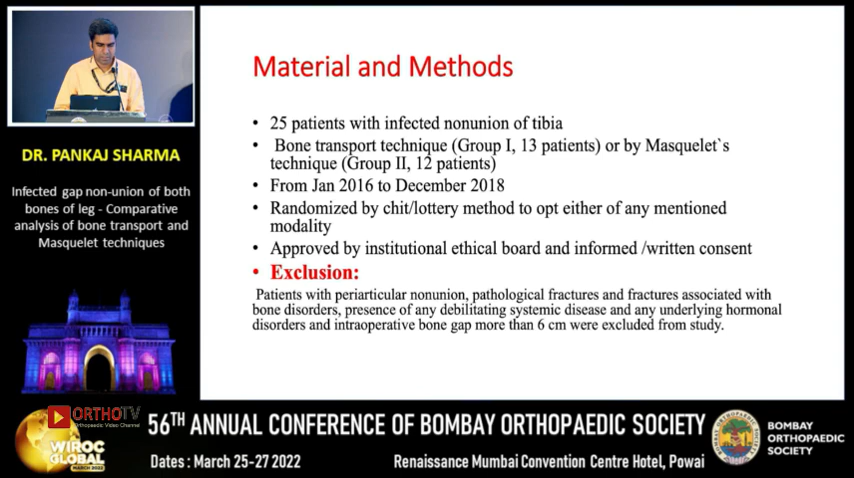 DR. PANKAJ SHARMA
Infected gap non-union of both
bones of leg - Comparative
analysis of bone transport and
Masquelet techniques
Material and Methods
• 25 patients with infected nonunion of tibia
• Bone transport technique (Group I, 13 patients) or by Masquelet`s
technique (Group II, 12 patients)
• From Jan 2016 to December 2018
• Randomized by chit/lottery method to opt either of any mentioned
modality
• Approved by institutional ethical board and informed /written consent
• Exclusion:
Patients with periarticular nonunion, pathological fractures and fractures associated with
bone disorders, presence of any debilitating systemic disease and any underlying hormonal
disorders and intraoperative bone gap more than 6 cm were excluded from study.
ORTHOTV
Orthopaedic Video Channel
WIROC
GLOBAL
MARCH 2022
56TH ANNUAL CONFERENCE OF BOMBAY ORTHOPAEDIC SOCIETY
Dates : March 25-27 2022
Renaissance Mumbai Convention Centre Hotel, Powai
BOMBAY
ORTHOPAEDIC
SOCIETY